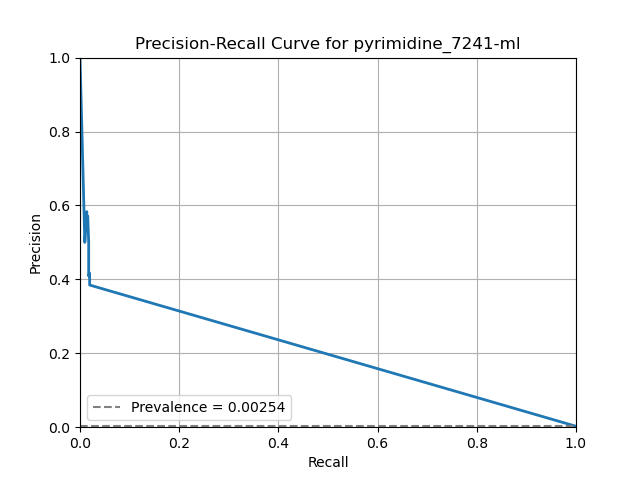 Precision-Recall Curve for pyrimidine_7241-ml
1.0
0.8
0.6
0.4
0.2
0.0
Precision
Prevalence = 0.00254
0.0 0.2 0.4 0.6 0.8 1.0
Recall